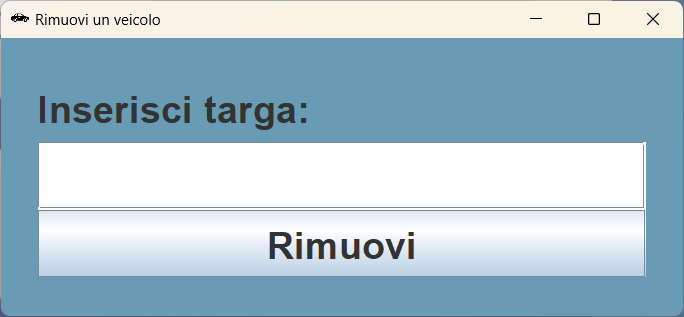 Rimuovi un veicolo
Inserisci targa:
Rimuovi